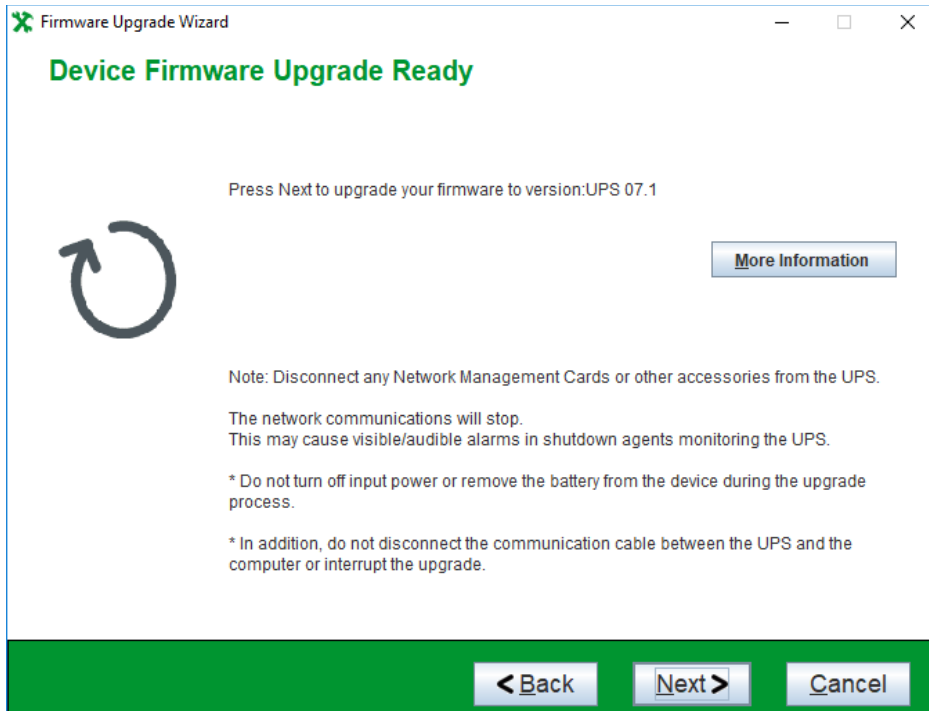 Firmware Upgrade Wizard
Device Firmware Upgrade Ready
Press Next to upgrade your firmware to version:UPS 07.1
More Information
Note: Disconnect any Network Management Cards or other accessories from the UPS.
The network communications will stop.
This may cause visible/audible alarms in shutdown agents monitoring the UPS.
* Do not turn off input power or remove the battery from the device during the upgrade
process.
* In addition, do not disconnect the communication cable between the UPS and the
computer or interrupt the upgrade.
< Back Next > Cancel